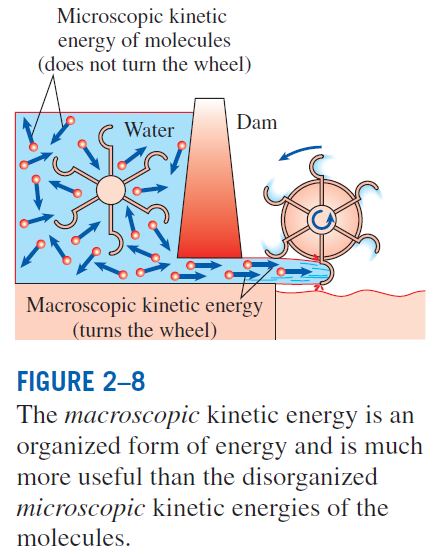 Microscopic kinetic
energy of molecules
(does not turn the wheel)
Water
Dam
Macroscopic kinetic energy
(turns the wheel)
FIGURE 2–8
The macroscopic kinetic energy is an
organized form of energy and is much
more useful than the disorganized
microscopic kinetic energies of the
molecules.